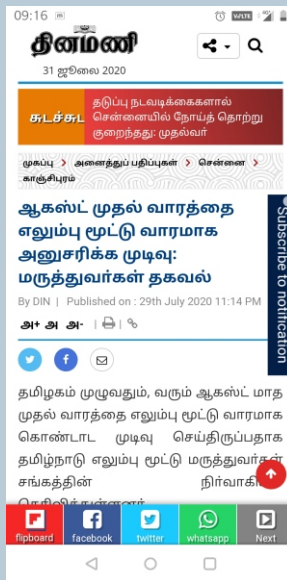 09:16
தினமணி
31 ஜூலை 2020
சுடச்சுட
தடுப்பு நடவடிக்கைகளால்
சென்னையில் நோய்த் தொற்று
குறைந்தது: முதல்வர்
முகப்பு > அனைத்துப் பதிப்புகள் > சென்னை >
காஞ்சிபுரம்
ஆகஸ்ட் முதல் வாரத்தை
எலும்பு மூட்டு வாரமாக
அனுசரிக்க முடிவு:
மருத்துவர்கள் தகவல்
By DIN | Published on : 29th July 2020 11:14 PM
அ+ அ அ- | |
Subscribe to notification
தமிழகம் முழுவதும், வரும் ஆகஸ்ட் மாத
முதல் வாரத்தை எலும்பு மூட்டு வாரமாக
கொண்டாட முடிவு செய்திருப்பதாக
தமிழ்நாடு எலும்பு மூட்டு மருத்துவர்கள்
சங்கத்தின்
flipboard facebook twitter whatsapp Next